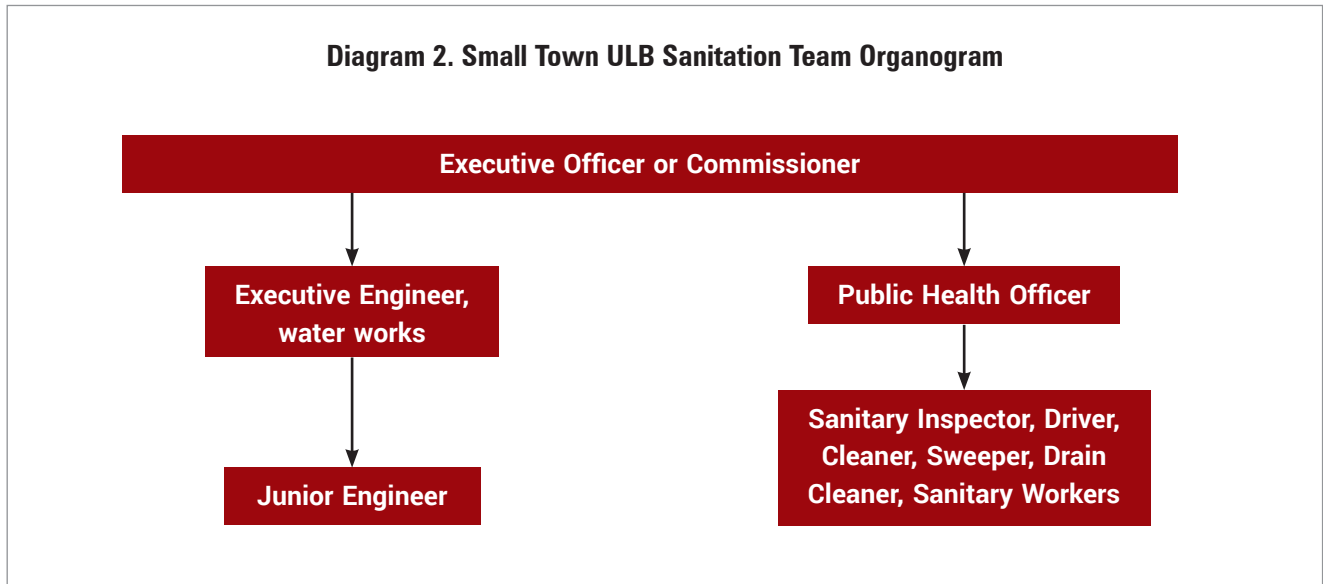 Diagram 2. Small Town ULB Sanitation Team Organogram
Executive Officer or Commissioner
Executive Engineer,
water works
Public Health Officer
Junior Engineer
Sanitary Inspector, Driver,
Cleaner, Sweeper, Drain
Cleaner, Sanitary Workers